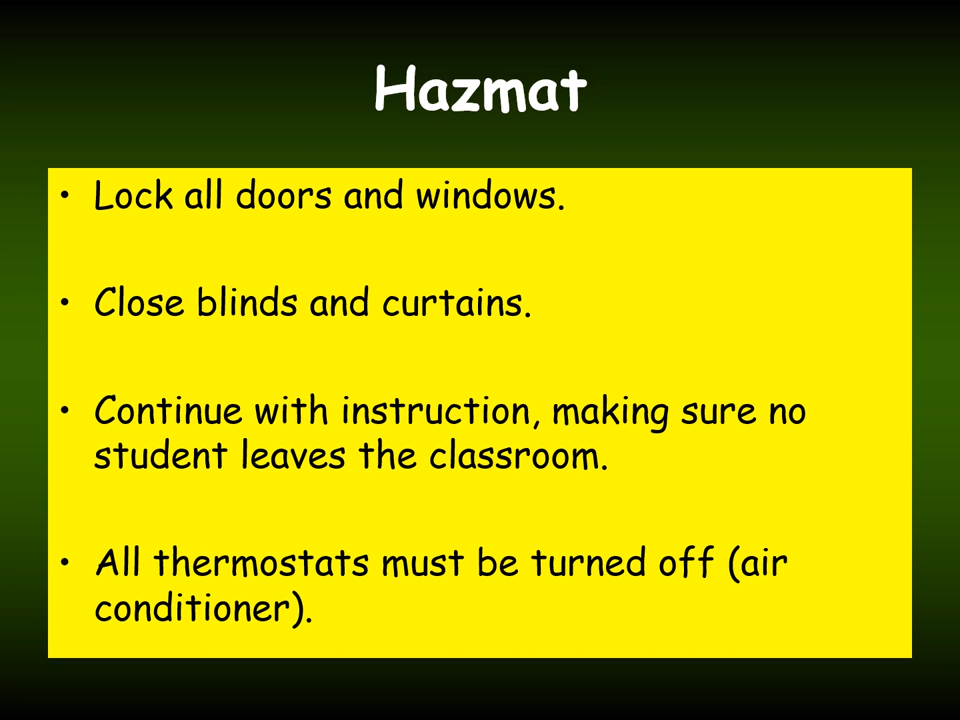 Hazmat
• Lock all doors and windows.
• Close blinds and curtains.
• Continue with instruction, making sure no
student leaves the classroom.
• All thermostats must be turned off (air
conditioner).